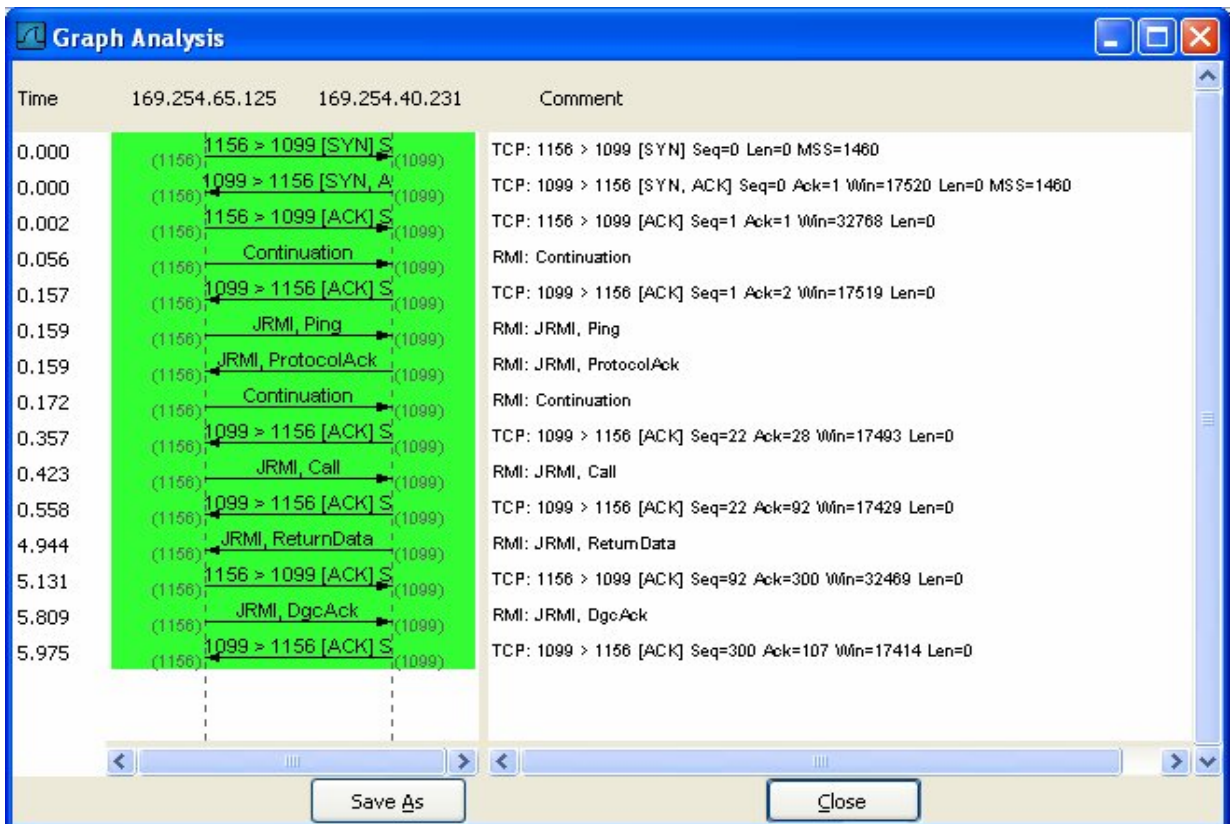 Graph Analysis
Time 169.254.65.125 169.254.40.231 Comment
0.000 (1156) 1156 > 1099 [SYN] S (1099) TCP: 1156 > 1099 [SYN] Seq=0 Len=0 MSS=1460
0.000 (1156) 1099 > 1156 [SYN, A (1099) TCP: 1099 > 1156 [SYN, ACK] Seq=0 Ack=1 Win=17520 Len=0 MSS=1460
0.002 (1156) 1156 > 1099 [ACK] S (1099) TCP: 1156 > 1099 [ACK] Seq=1 Ack=1 Win=32768 Len=0
0.056 (1156) Continuation (1099) RMI: Continuation
0.157 (1156) 1099 > 1156 [ACK] S (1099) TCP: 1099 > 1156 [ACK] Seq=1 Ack=2 Win=17519 Len=0
0.159 (1156) JRMI, Ping (1099) RMI: JRMI, Ping
0.159 (1156) JRMI, ProtocolAck (1099) RMI: JRMI, ProtocolAck
0.172 (1156) Continuation (1099) RMI: Continuation
0.357 (1156) 1099 > 1156 [ACK] S (1099) TCP: 1099 > 1156 [ACK] Seq=22 Ack=28 Win=17493 Len=0
0.423 (1156) JRMI, Call (1099) RMI: JRMI, Call
0.558 (1156) 1099 > 1156 [ACK] S (1099) TCP: 1099 > 1156 [ACK] Seq=22 Ack=92 Win=17429 Len=0
4.944 (1156) JRMI, ReturnData (1099) RMI: JRMI, ReturnData
5.131 (1156) 1156 > 1099 [ACK] S (1099) TCP: 1156 > 1099 [ACK] Seq=92 Ack=300 Win=32469 Len=0
5.809 (1156) JRMI, DgcAck (1099) RMI: JRMI, DgcAck
5.975 (1156) 1099 > 1156 [ACK] S (1099) TCP: 1099 > 1156 [ACK] Seq=300 Ack=107 Win=17414 Len=0
Save As Close